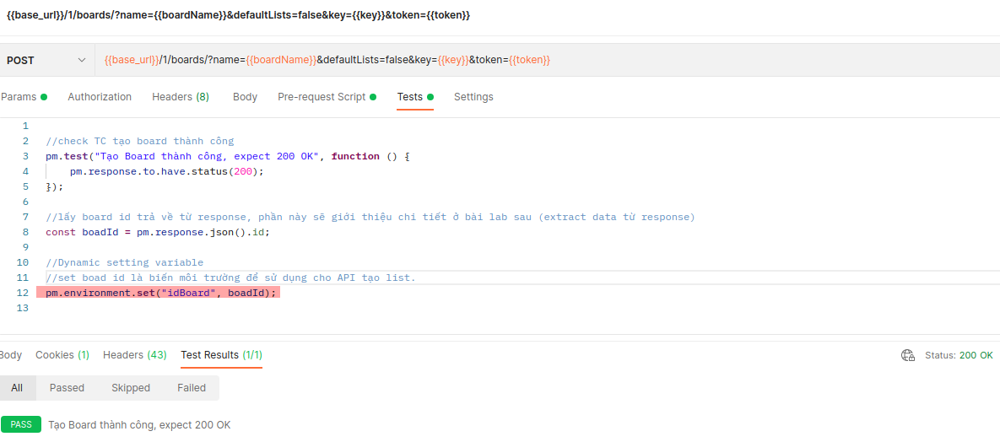 {{base_url}}/1/boards/?name={{boardName}}&defaultLists=false&key={{key}}&token={{token}}
POST {{base_url}}/1/boards/?name={{boardName}}&defaultLists=false&key={{key}}&token={{token}}
Params Authorization Headers (8) Body Pre-request Script Tests Settings
1
2 //check TC tạo board thành công
3 pm.test("Tạo Board thành công, expect 200 OK", function () {
4 pm.response.to.have.status(200);
5 });
6
7 //lấy board id trả về từ response, phần này sẽ giới thiệu chi tiết ở bài lab sau (extract data từ response)
8 const boadId = pm.response.json().id;
9
10 //Dynamic setting variable
11 //set boad id là biến môi trường để sử dụng cho API tạo list.
12 pm.environment.set("idBoard", boadId);
13
Body Cookies (1) Headers (43) Test Results (1/1) Status: 200 OK
All Passed Skipped Failed
PASS Tạo Board thành công, expect 200 OK